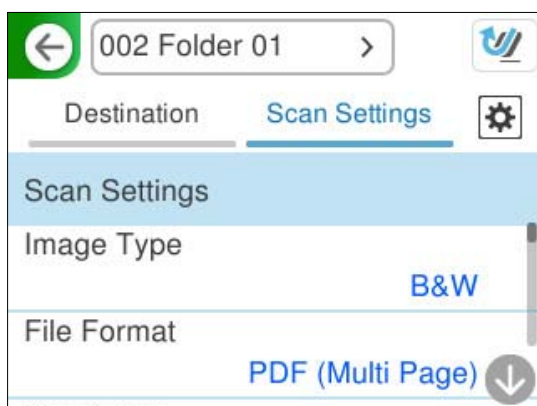 002 Folder 01
Destination
Scan Settings
Scan Settings
Image Type
B&W
File Format
PDF (Multi Page)